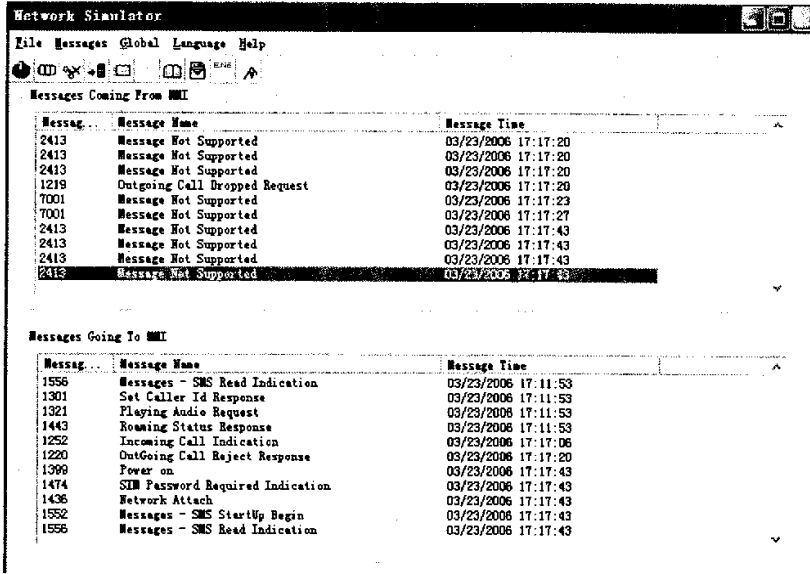 Network Simulator
File Messages Global Language Help
ENG
Messages Coming From MMI
Messag... Message Name Message Time
2413 Message Not Supported 03/23/2006 17:17:20
2413 Message Not Supported 03/23/2006 17:17:20
2413 Message Not Supported 03/23/2006 17:17:20
1219 Outgoing Call Dropped Request 03/23/2006 17:17:20
7001 Message Not Supported 03/23/2006 17:17:23
7001 Message Not Supported 03/23/2006 17:17:27
2413 Message Not Supported 03/23/2006 17:17:43
2413 Message Not Supported 03/23/2006 17:17:43
2413 Message Not Supported 03/23/2006 17:17:43
2413 Message Not Supported 03/23/2006 17:17:43
Messages Going To MMI
Messag... Message Name Message Time
1556 Messages - SMS Read Indication 03/23/2006 17:11:53
1301 Set Caller Id Response 03/23/2006 17:11:53
1321 Playing Audio Request 03/23/2006 17:11:53
1443 Roaming Status Response 03/23/2006 17:11:53
1252 Incoming Call Indication 03/23/2006 17:17:06
1220 OutGoing Call Reject Response 03/23/2006 17:17:20
1399 Power on 03/23/2006 17:17:43
1474 SIM Password Required Indication 03/23/2006 17:17:43
1436 Network Attach 03/23/2006 17:17:43
1552 Messages - SMS StartUp Begin 03/23/2006 17:17:43
1556 Messages - SMS Read Indication 03/23/2006 17:17:43